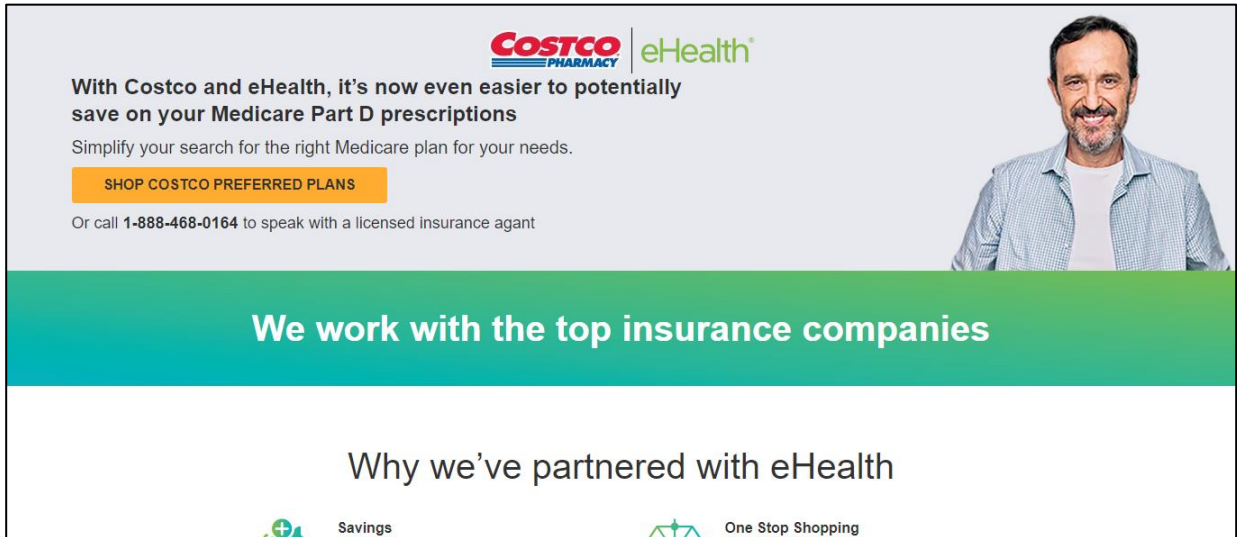 COSTCO
PHARMACY
eHealth®
With Costco and eHealth, it's now even easier to potentially
save on your Medicare Part D prescriptions
Simplify your search for the right Medicare plan for your needs.
SHOP COSTCO PREFERRED PLANS
Or call 1-888-468-0164 to speak with a licensed insurance agant
We work with the top insurance companies
Why we've partnered with eHealth
Savings
One Stop Shopping